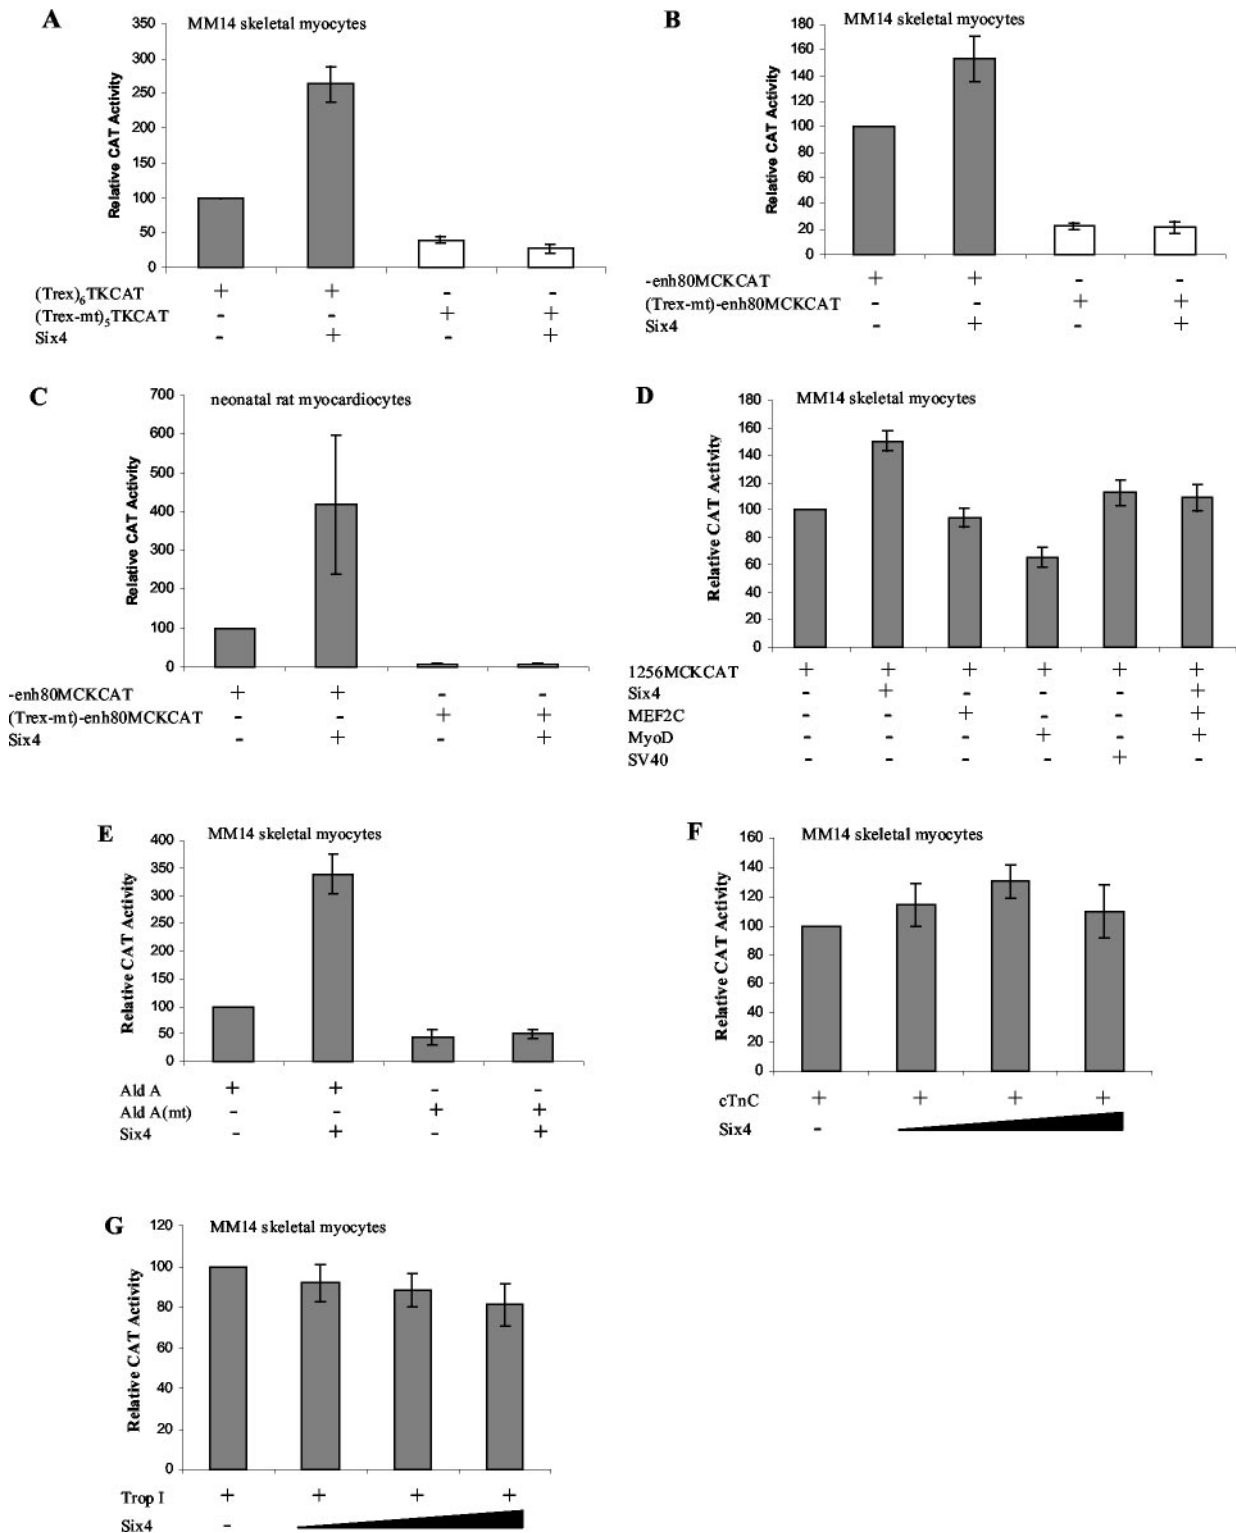 A
MM14 skeletal myocytes
Relative CAT Activity
350
300
250
200
150
100
50
0
(Trex)6TKCAT + + - -
(Trex-mt)5TKCAT - - + +
Six4 - + - +
B
MM14 skeletal myocytes
Relative CAT Activity
180
160
140
120
100
80
60
40
20
0
-enh80MCKCAT + + - -
(Trex-mt)-enh80MCKCAT - - + +
Six4 - + - +
C
neonatal rat myocardiocytes
Relative CAT Activity
700
600
500
400
300
200
100
0
-enh80MCKCAT + + - -
(Trex-mt)-enh80MCKCAT - - + +
Six4 - + - +
D
MM14 skeletal myocytes
Relative CAT Activity
180
160
140
120
100
80
60
40
20
0
1256MCKCAT + + + + + +
Six4 - + - - - +
MEF2C - - + - - +
MyoD - - - + - +
SV40 - - - - + -
E
MM14 skeletal myocytes
Relative CAT Activity
400
350
300
250
200
150
100
50
0
Ald A + + - -
Ald A(mt) - - + +
Six4 - + - +
F
MM14 skeletal myocytes
Relative CAT Activity
160
140
120
100
80
60
40
20
0
cTnC + + + +
Six4 -
G
MM14 skeletal myocytes
Relative CAT Activity
120
100
80
60
40
20
0
Trop I + + + +
Six4 -